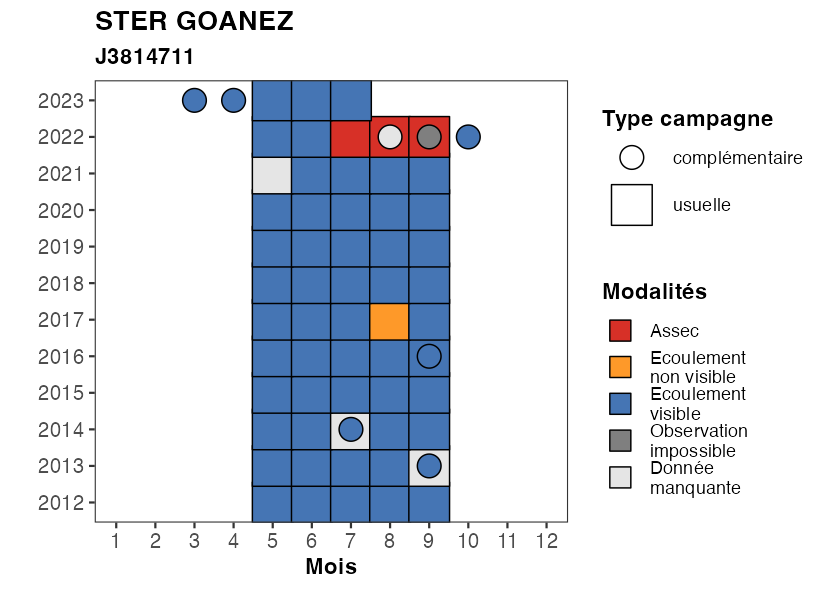 STER GOANEZ
J3814711
2023
2022
2021
2020
2019
2018
2017
2016
2015
2014
2013
2012
1 2 3 4 5 6 7 8 9 10 11 12
Mois
Type campagne
complémentaire
usuelle
Modalités
Assec
Ecoulement
non visible
Ecoulement
visible
Observation
impossible
Donnée
manquante